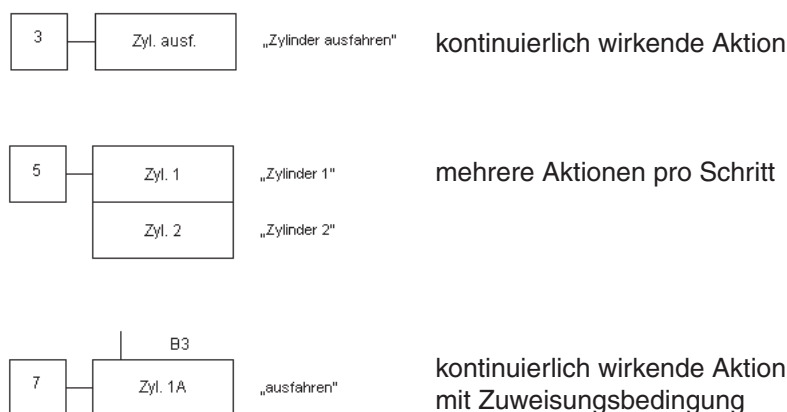 3 Zyl. ausf. „Zylinder ausfahren" kontinuierlich wirkende Aktion
5 Zyl. 1 „Zylinder 1" mehrere Aktionen pro Schritt
Zyl. 2 „Zylinder 2"
B3
7 Zyl. 1A „ausfahren" kontinuierlich wirkende Aktion
mit Zuweisungsbedingung